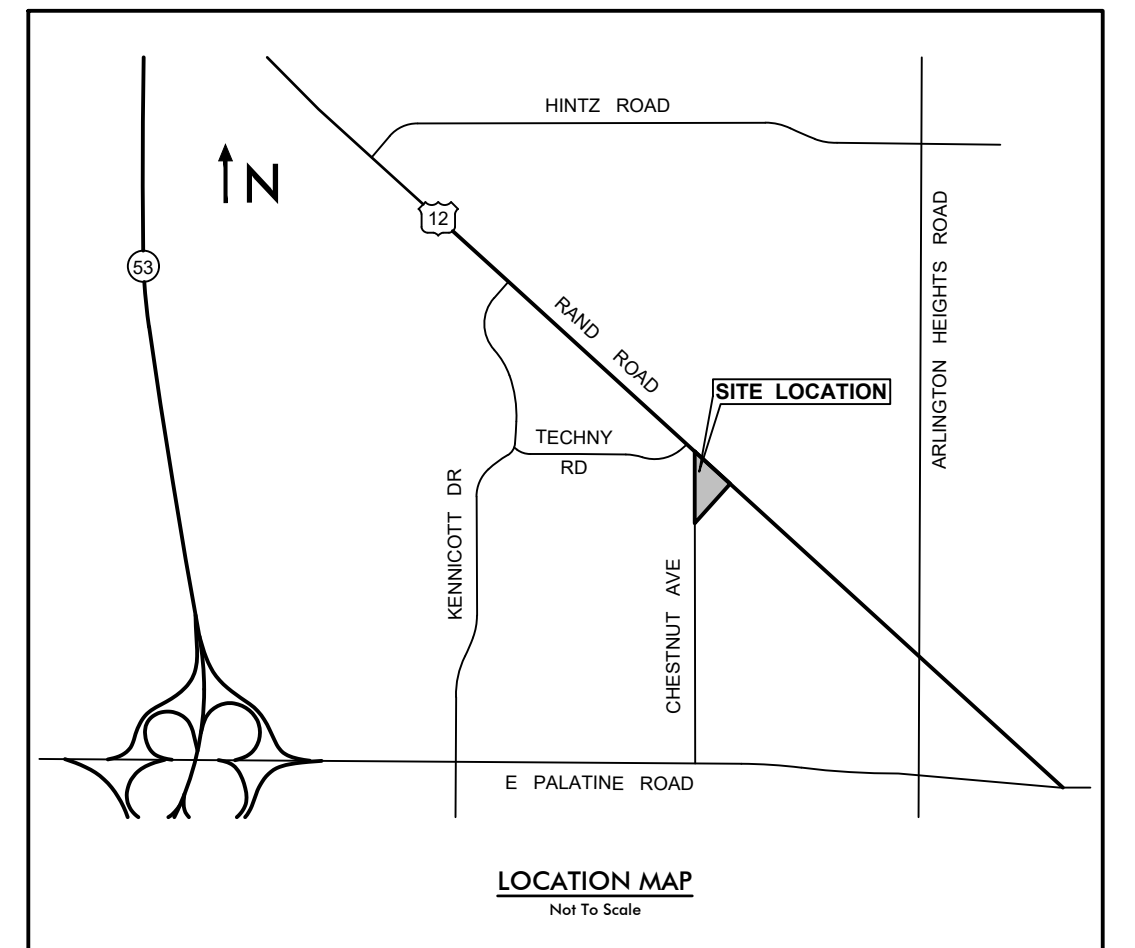 HINTZ ROAD
N
12
53
ARLINGTON HEIGHTS ROAD
RAND ROAD
SITE LOCATION
TECHNY
RD
KENNICOTT DR
CHESTNUT AVE
E PALATINE ROAD
LOCATION MAP
Not To Scale